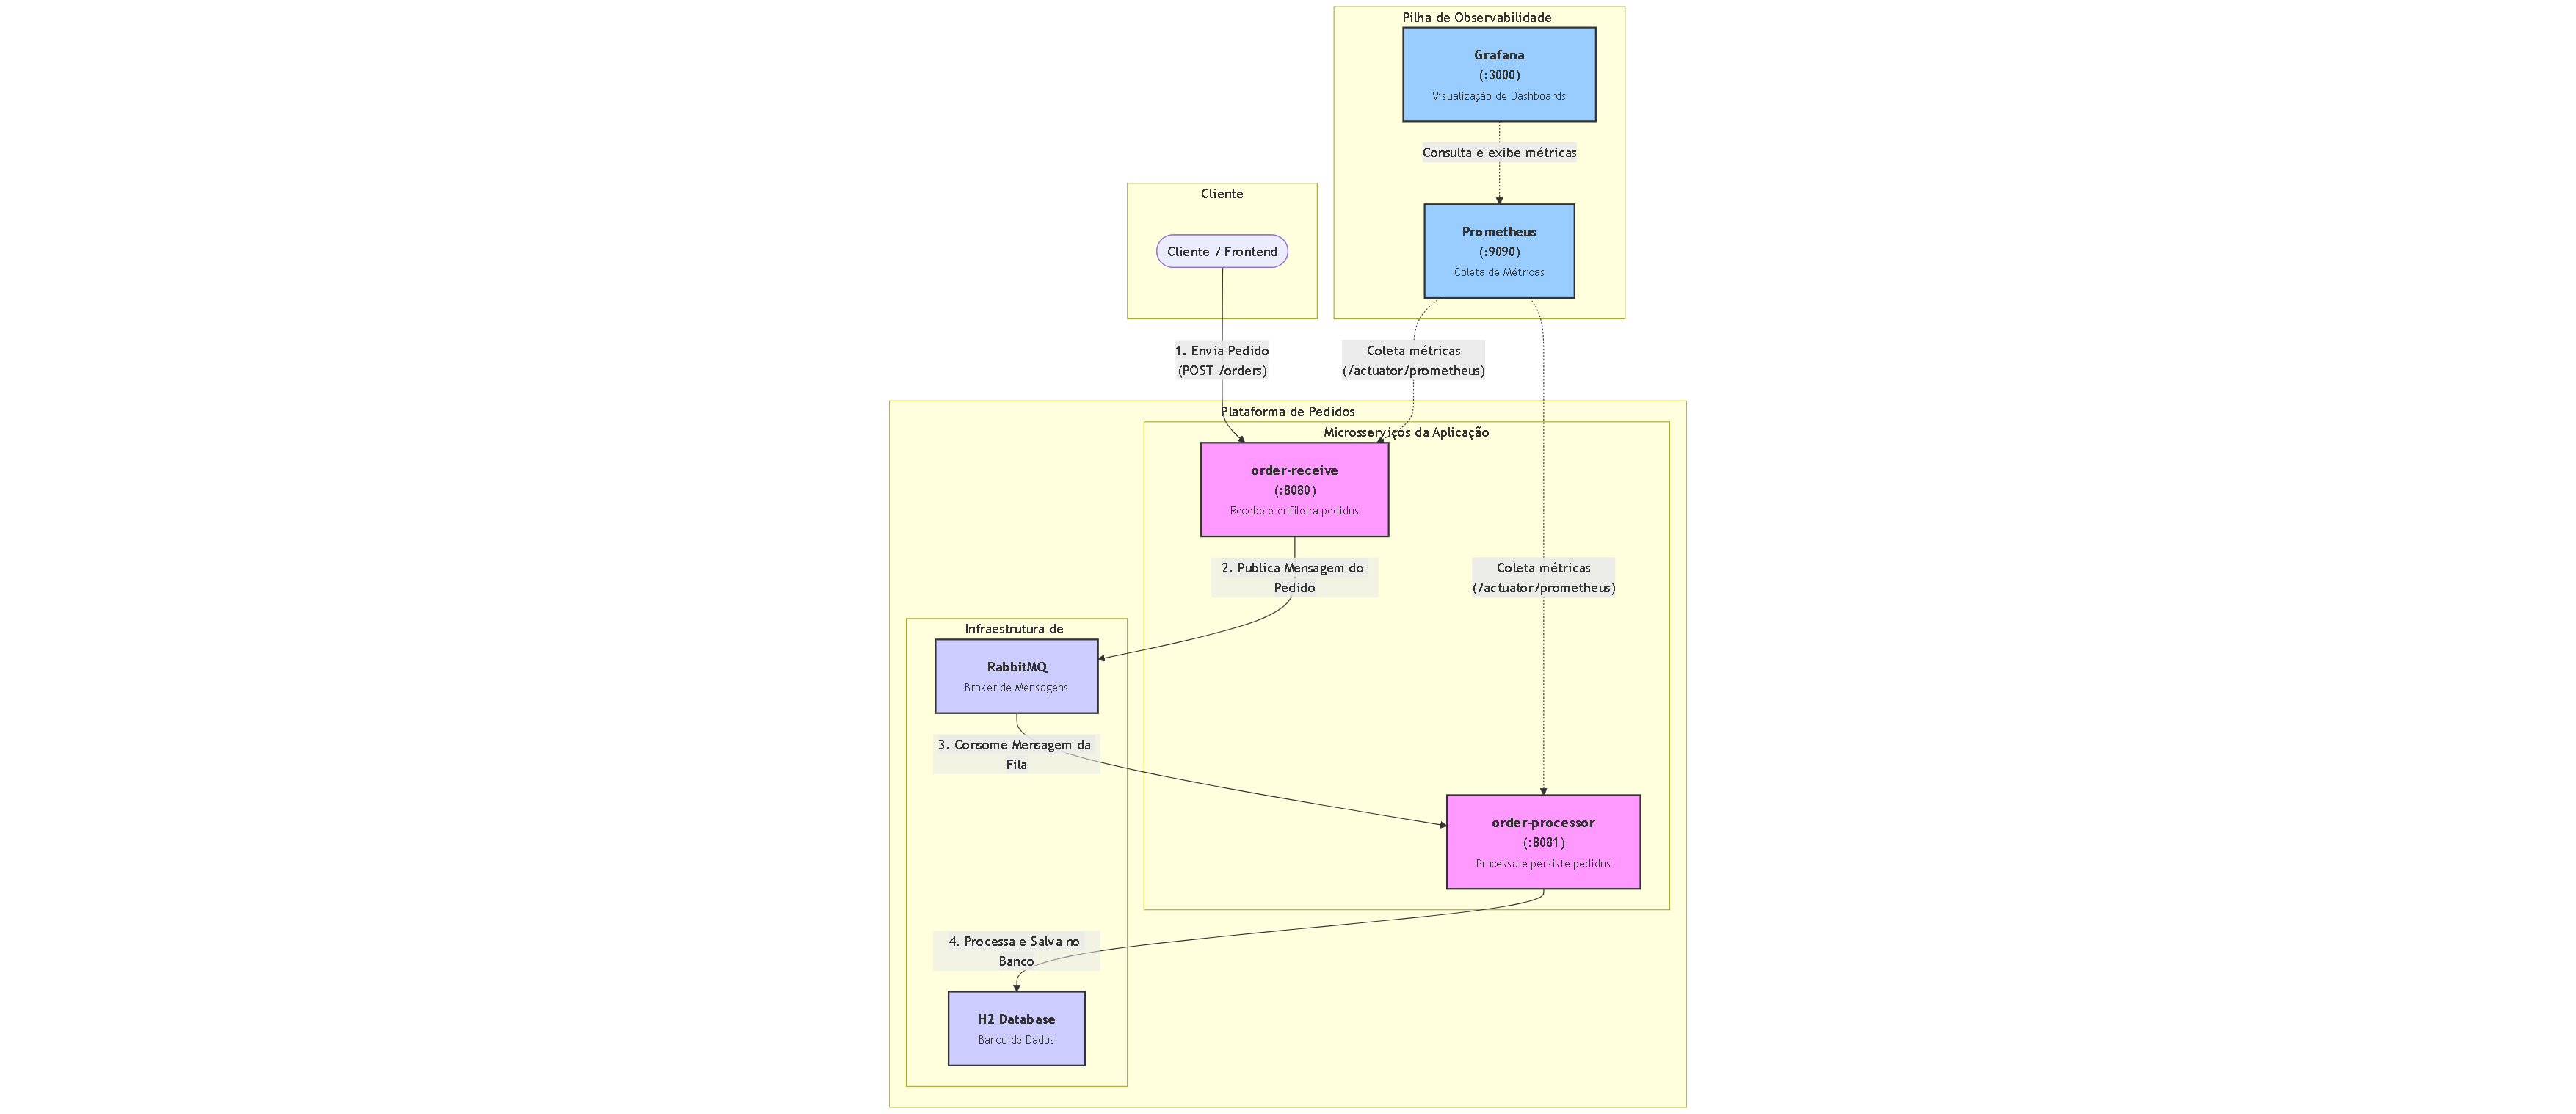 Pilha de Observabilidade
Grafana
(:3000)
Visualização de Dashboards
Consulta e exibe métricas
Cliente
Cliente / Frontend
Prometheus
(:9090)
Coleta de Métricas
1. Envia Pedido
(POST /orders)
Coleta métricas
(/actuator/prometheus)
Plataforma de Pedidos
Microsserviços da Aplicação
order-receive
(:8080)
Recebe e enfileira pedidos
2. Publica Mensagem do
Pedido
Coleta métricas
(/actuator/prometheus)
Infraestrutura de
RabbitMQ
Broker de Mensagens
3. Consome Mensagem da
Fila
order-processor
(:8081)
Processa e persiste pedidos
4. Processa e Salva no
Banco
H2 Database
Banco de Dados